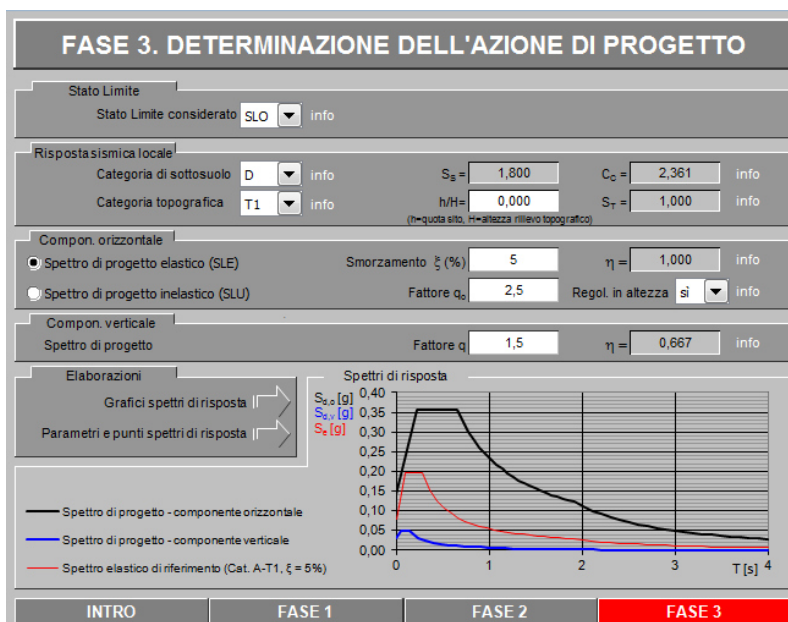 FASE 3. DETERMINAZIONE DELL'AZIONE DI PROGETTO
Stato Limite
Stato Limite considerato SLO info
Risposta sismica locale
Categoria di sottosuolo D info SS = 1,800 CC = 2,361 info
Categoria topografica T1 info h/H= 0,000 ST = 1,000 info
(h=quota sito, H=altezza rilievo topografico)
Compon. orizzontale
Spettro di progetto elastico (SLE) Smorzamento ξ (%) 5 η = 1,000 info
Spettro di progetto inelastico (SLU) Fattore qo 2,5 Regol. in altezza sì info
Compon. verticale
Spettro di progetto Fattore q 1,5 η = 0,667 info
Elaborazioni
Grafici spettri di risposta
Parametri e punti spettri di risposta
Spettri di risposta
Sd,o [g]
Sd,v [g]
Se [g]
0,40
0,35
0,30
0,25
0,20
0,15
0,10
0,05
0,00
0 1 2 3 4
T [s]
Spettro di progetto - componente orizzontale
Spettro di progetto - componente verticale
Spettro elastico di riferimento (Cat. A-T1, ξ = 5%)
INTRO FASE 1 FASE 2 FASE 3